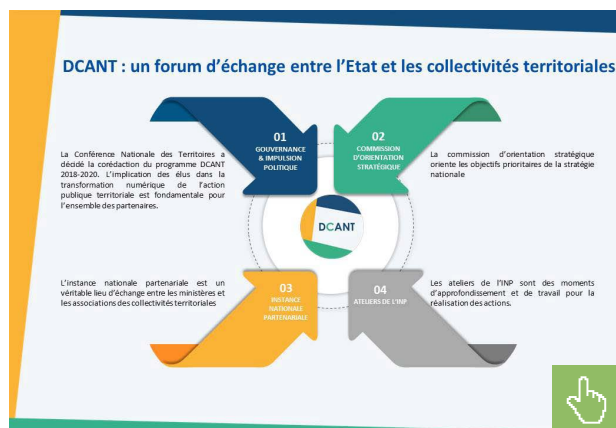 DCANT : un forum d’échange entre l’Etat et les collectivités territoriales
01
GOUVERNANCE
& IMPULSION
POLITIQUE
02
COMMISSION
D’ORIENTATION
STRATÉGIQUE
La Conférence Nationale des Territoires a
décidé la corédaction du programme DCANT
2018-2020. L’implication des élus dans la
transformation numérique de l’action
publique territoriale est fondamentale pour
l’ensemble des partenaires.
La commission d’orientation stratégique
oriente les objectifs prioritaires de la stratégie
nationale
DCANT
L’instance nationale partenariale est un
véritable lieu d’échange entre les ministères et
les associations des collectivités territoriales
03
INSTANCE
NATIONALE
PARTENARIALE
04
ATELIERS DE L’INP
Les ateliers de l’INP sont des moments
d’approfondissement et de travail pour la
réalisation des actions.